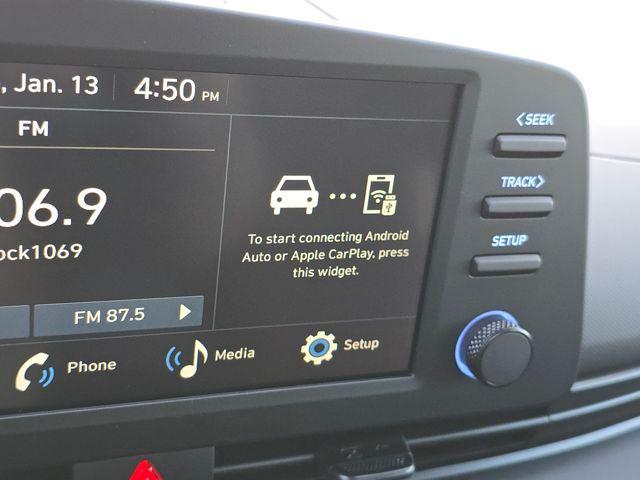 Jan. 13
4:50 PM
FM
06.9
ock1069
FM 87.5
To start connecting Android
Auto or Apple CarPlay, press
this widget.
Phone
Media
Setup
SEEK
TRACK
SETUP